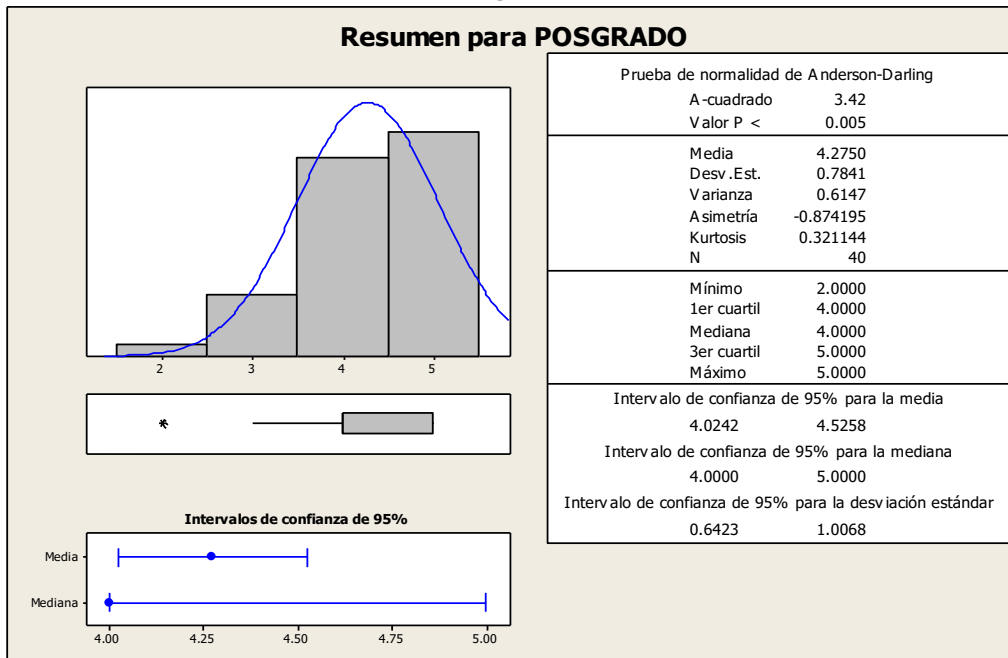 Resumen para POSGRADO
2 3 4 5
Intervalos de confianza de 95%
Media
Mediana
4.00 4.25 4.50 4.75 5.00
Prueba de normalidad de Anderson-Darling
A-cuadrado 3.42
Valor P < 0.005
Media 4.2750
Desv.Est. 0.7841
Varianza 0.6147
Asimetría -0.874195
Kurtosis 0.321144
N 40
Mínimo 2.0000
1er cuartil 4.0000
Mediana 4.0000
3er cuartil 5.0000
Máximo 5.0000
Intervalo de confianza de 95% para la media
4.0242 4.5258
Intervalo de confianza de 95% para la mediana
4.0000 5.0000
Intervalo de confianza de 95% para la desviación estándar
0.6423 1.0068